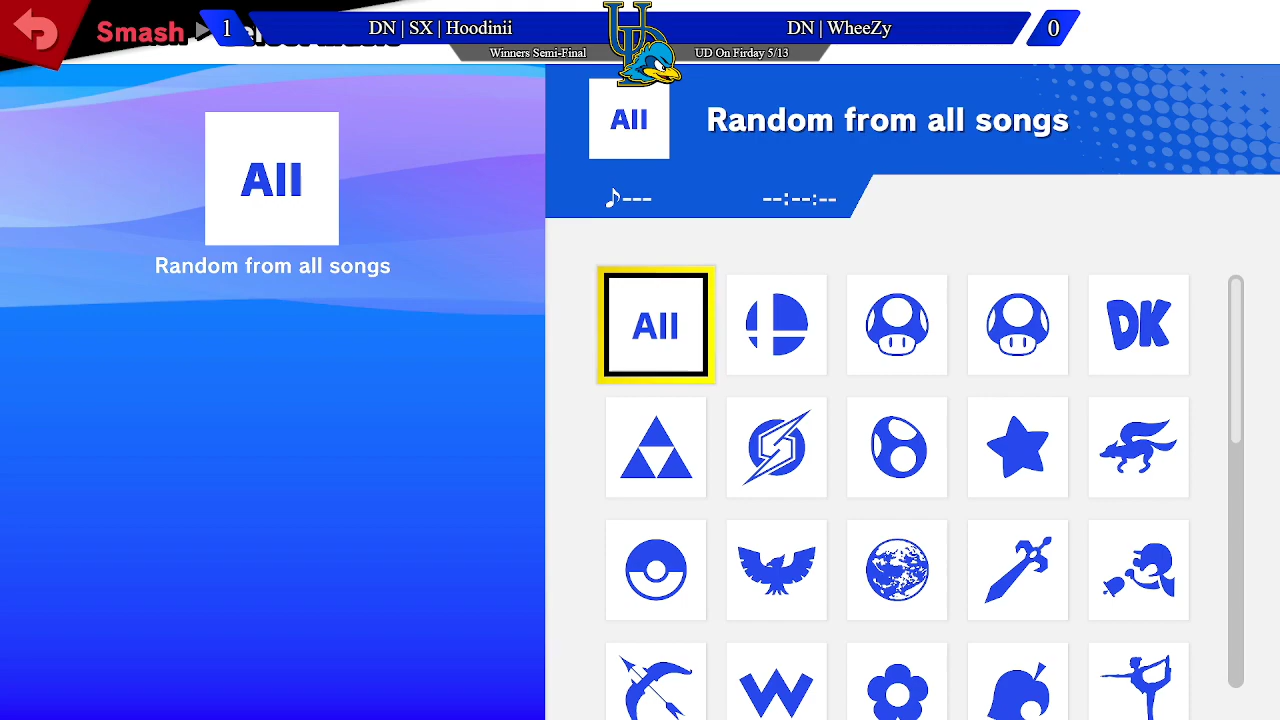 Smash
1
DN | SX | Hoodinii
DN | WheeZy
0
Winners Semi-Final
UD On Firday 5/13
UD
All
Random from all songs
---
--:--:--
All
Random from all songs
All
DK